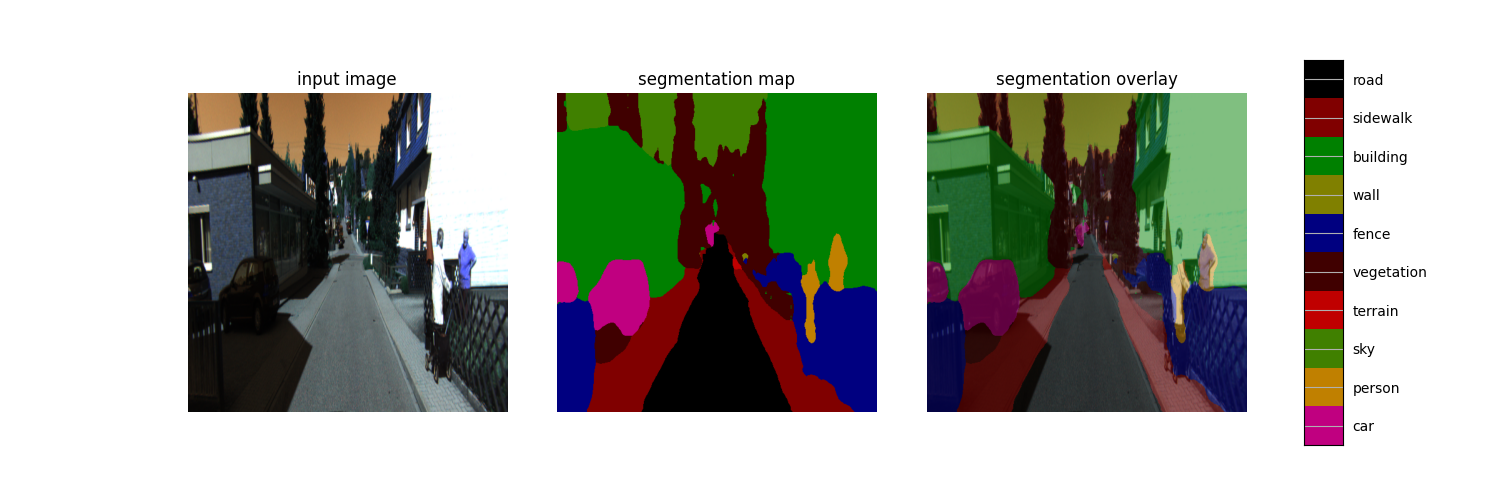 input image
segmentation map
segmentation overlay
road
sidewalk
building
wall
fence
vegetation
terrain
sky
person
car